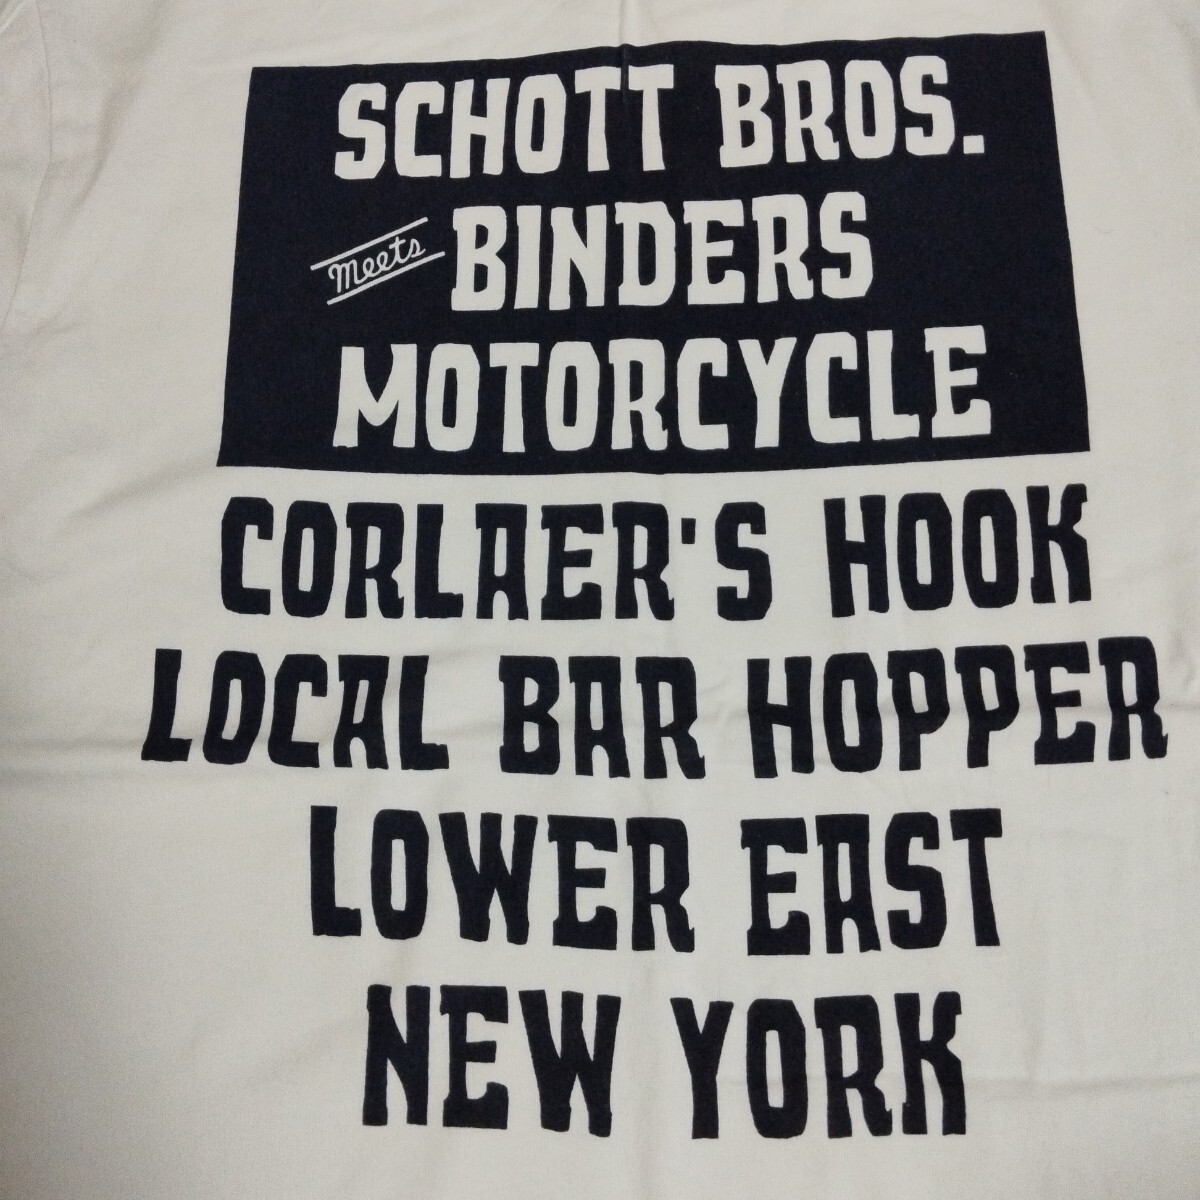 SCHOTT BROS.
Meets BINDERS
MOTORCYCLE
CORLAER'S HOOK
LOCAL BAR HOPPER
LOWER EAST
NEW YORK